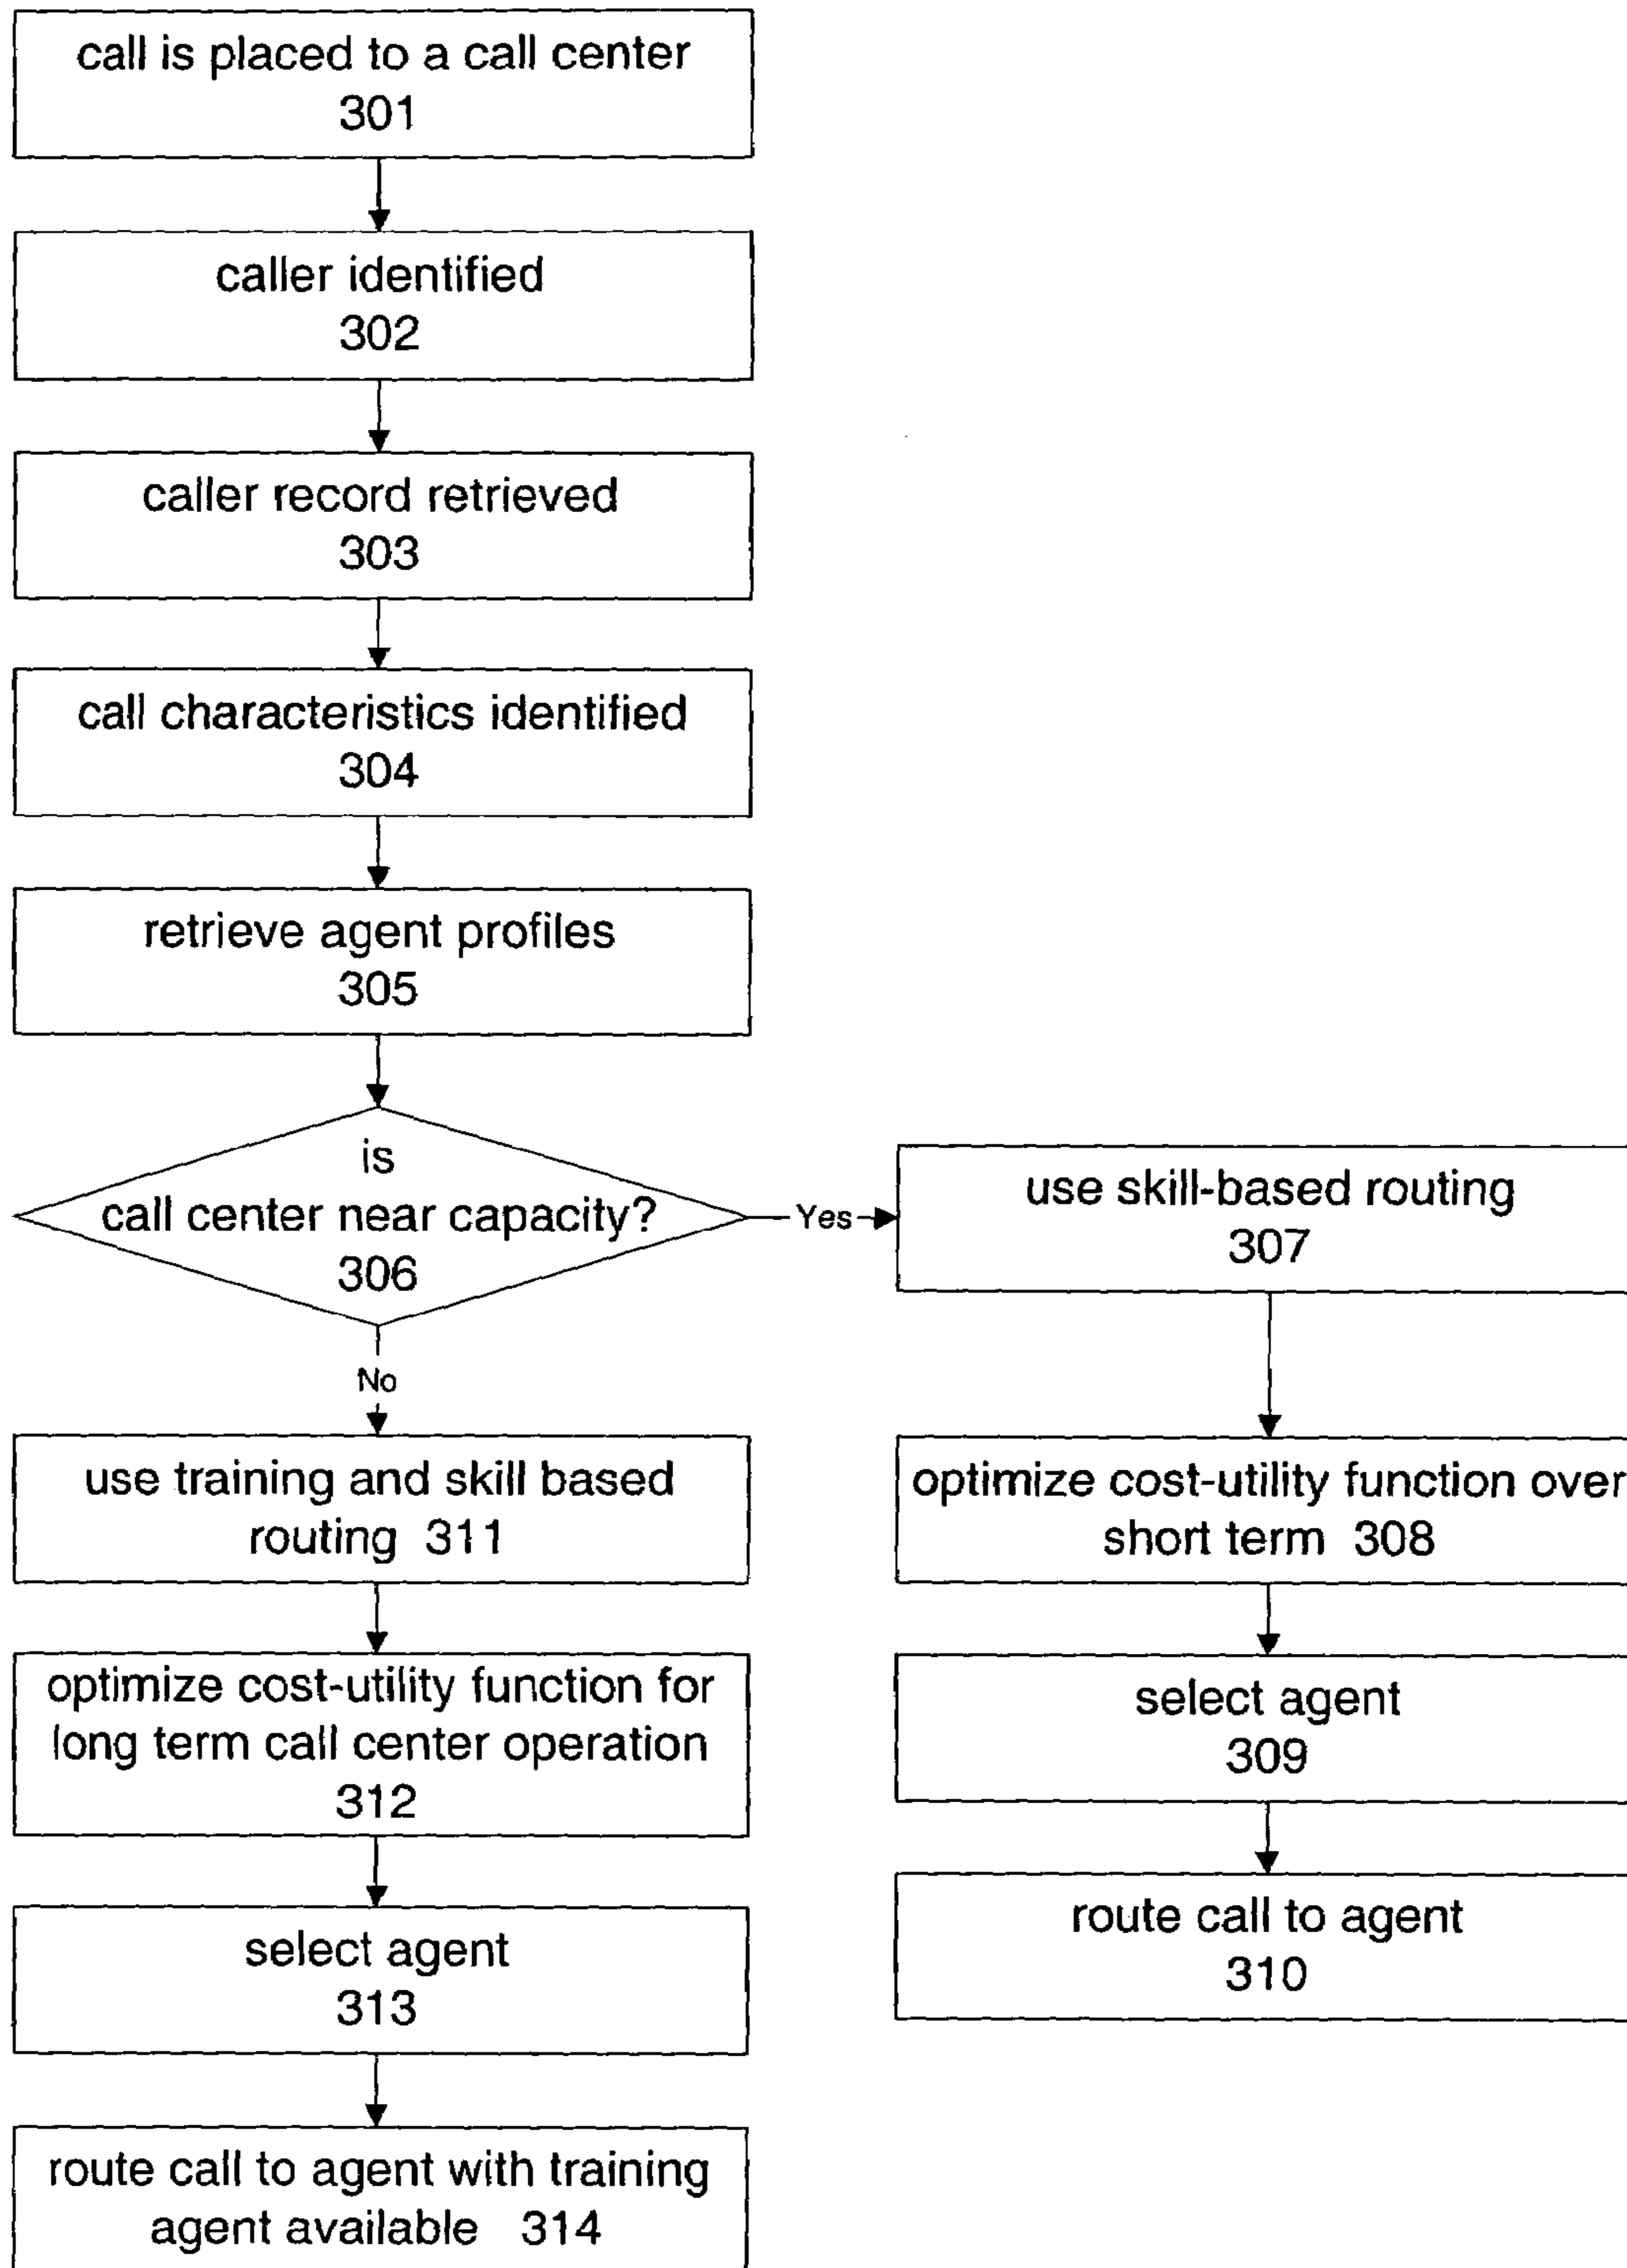 call is placed to a call center
301
caller identified
302
caller record retrieved
303
call characteristics identified
304
retrieve agent profiles
305
is
call center near capacity?
306
Yes
use skill-based routing
307
optimize cost-utility function over
short term 308
select agent
309
route call to agent
310
No
use training and skill based
routing 311
optimize cost-utility function for
long term call center operation
312
select agent
313
route call to agent with training
agent available 314